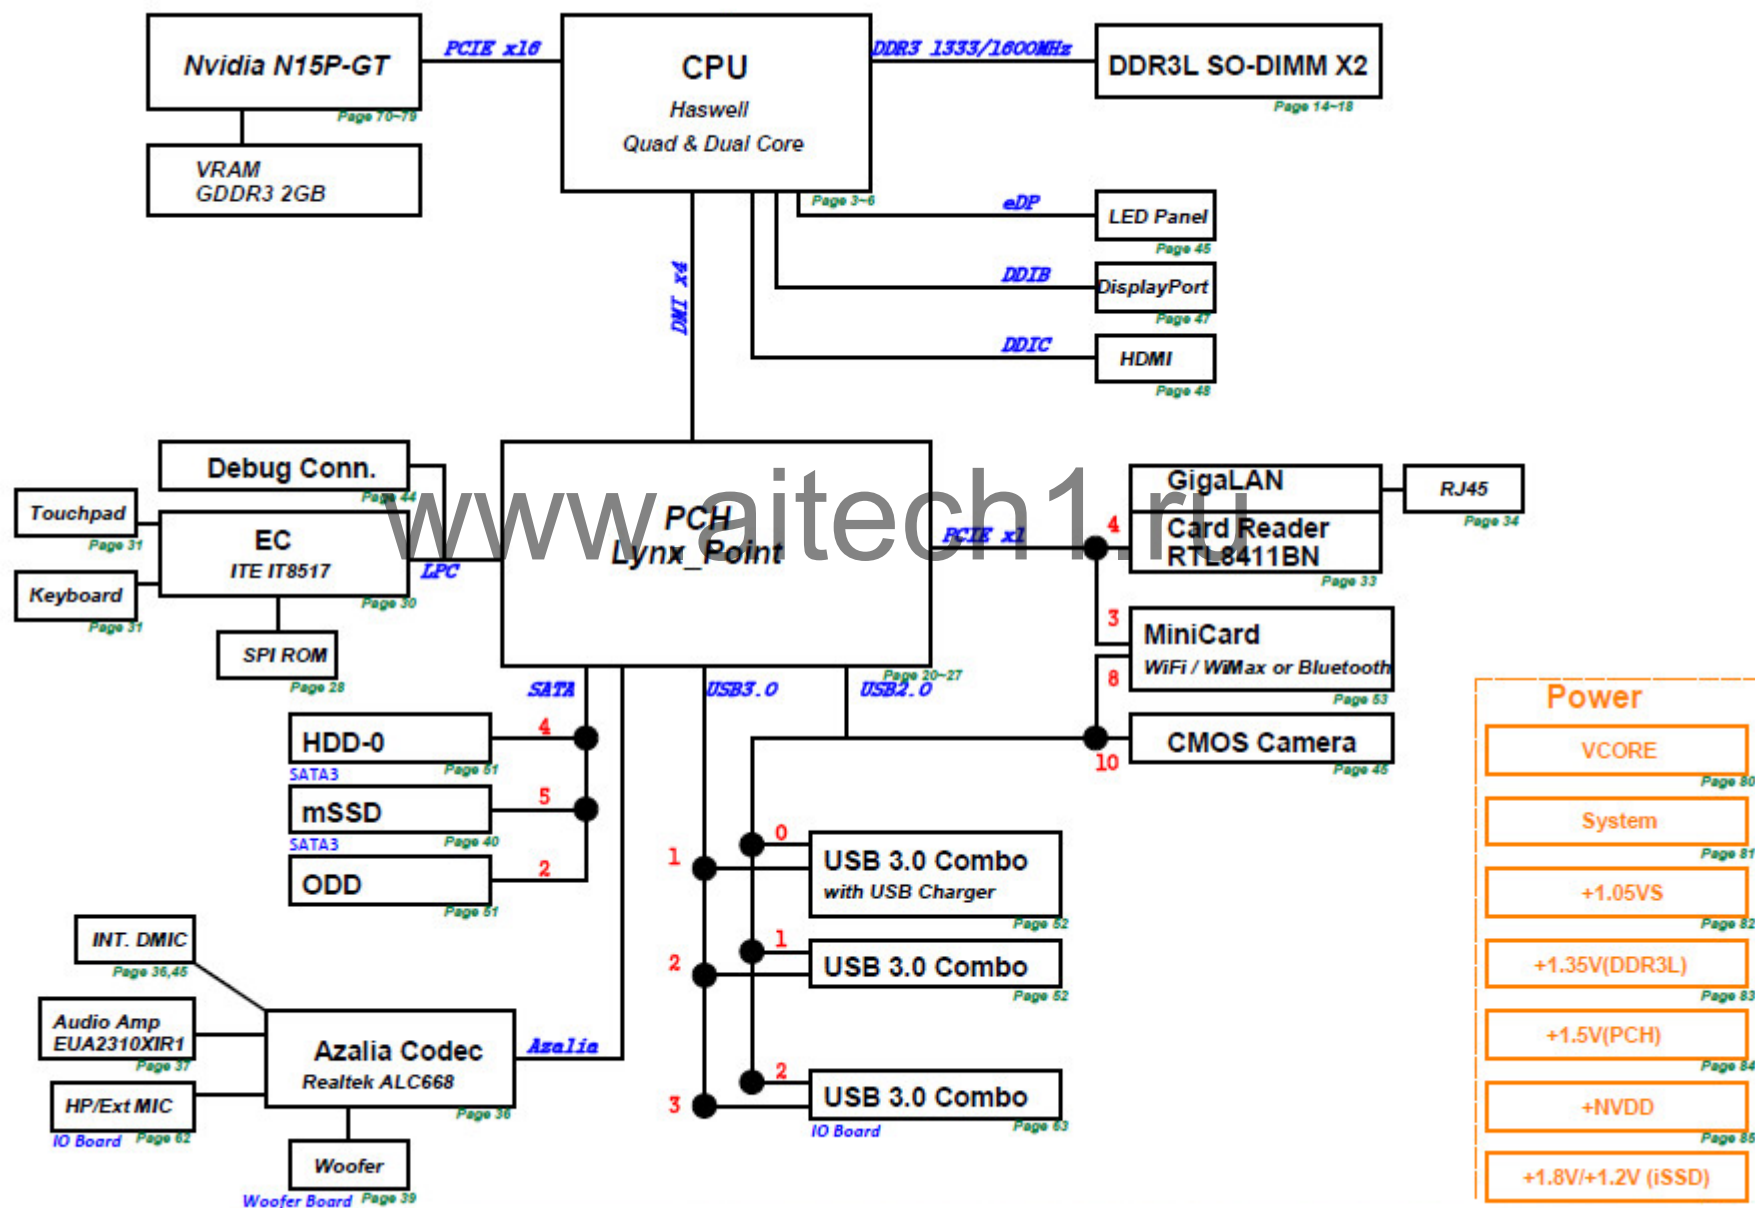 Nvidia N15P-GT
Page 70~79
PCIE x16
CPU
Haswell
Quad & Dual Core
Page 3~6
DDR3 1333/1600MHz
DDR3L SO-DIMM X2
Page 14~18
VRAM
GDDR3 2GB
eDP
LED Panel
Page 45
DDIB
DisplayPort
Page 47
DDIC
HDMI
Page 48
DMI x4
Debug Conn.
Page 44
Touchpad
Page 31
EC
ITE IT8517
Page 30
Keyboard
Page 31
LPC
SPI ROM
Page 28
PCH
Lynx_Point
Page 20~27
www.aitech1.ru
PCIE x1
4
GigaLAN
Card Reader
RTL8411BN
Page 33
RJ45
Page 34
3
8
MiniCard
WiFi / WiMax or Bluetooth
Page 53
10
CMOS Camera
Page 45
SATA
USB3.0
USB2.0
HDD-0
4
Page 51
SATA3
mSSD
5
Page 40
SATA3
ODD
2
Page 51
0
1
USB 3.0 Combo
with USB Charger
Page 52
1
2
USB 3.0 Combo
Page 52
2
3
USB 3.0 Combo
Page 53
IO Board
INT. DMIC
Page 36,45
Audio Amp
EUA2310XIR1
Page 37
HP/Ext MIC
IO Board
Page 62
Azalia Codec
Realtek ALC668
Page 36
Azalia
Woofer
Woofer Board
Page 39
Power
VCORE
Page 80
System
Page 81
+1.05VS
Page 82
+1.35V(DDR3L)
Page 83
+1.5V(PCH)
Page 84
+NVDD
Page 85
+1.8V/+1.2V (iSSD)